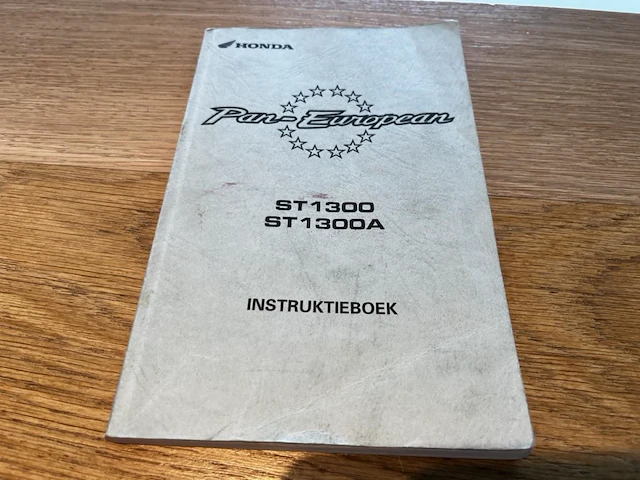 HONDA
Pan-European
ST1300
ST1300A
INSTRUKTIEBOEK